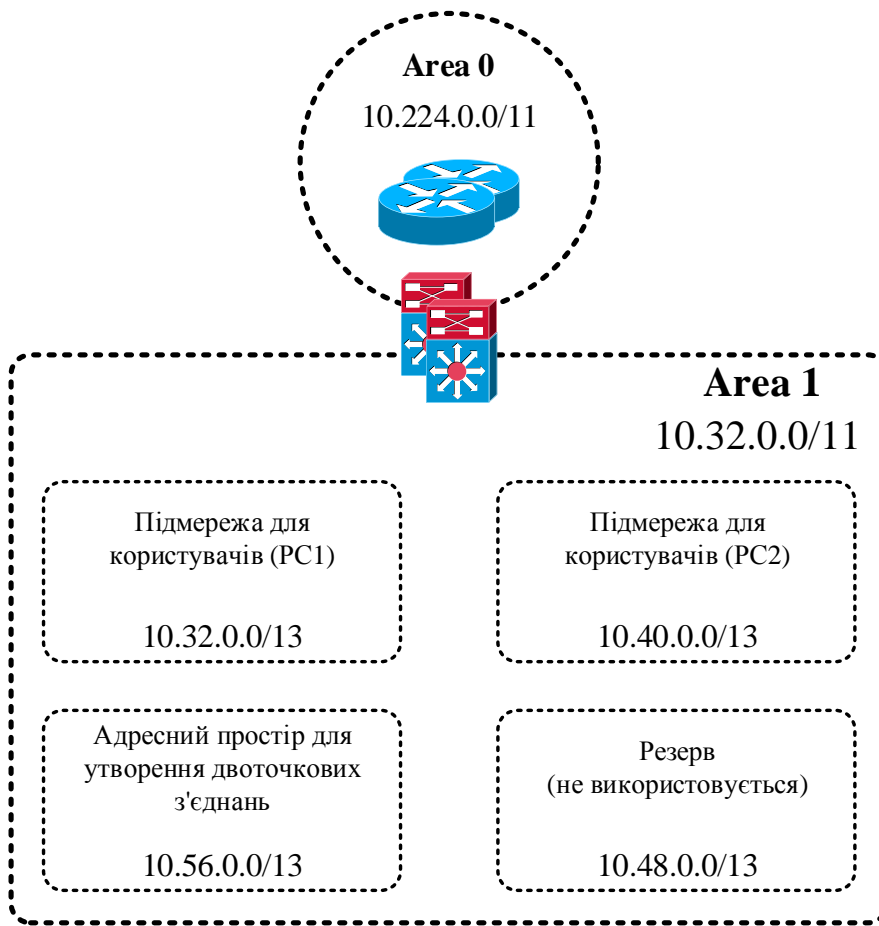 Area 0
10.224.0.0/11
Area 1
10.32.0.0/11
Підмережа для
користувачів (PC1)
10.32.0.0/13
Підмережа для
користувачів (PC2)
10.40.0.0/13
Адресний простір для
утворення двоточкових
з'єднань
10.56.0.0/13
Резерв
(не використовується)
10.48.0.0/13